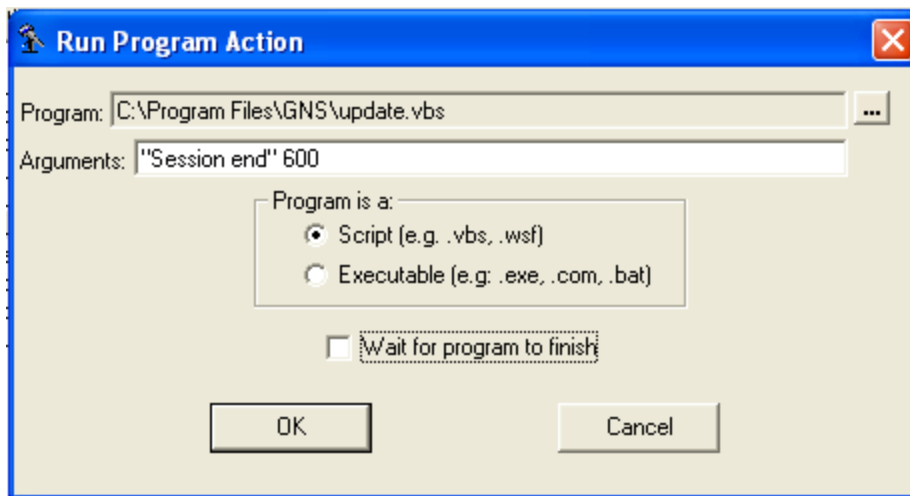 Run Program Action
Program: C:\Program Files\GNS\update.vbs ...
Arguments: "Session end" 600
Program is a:
Script (e.g. .vbs, .wsf)
Executable (e.g: .exe, .com, .bat)
Wait for program to finish
OK Cancel